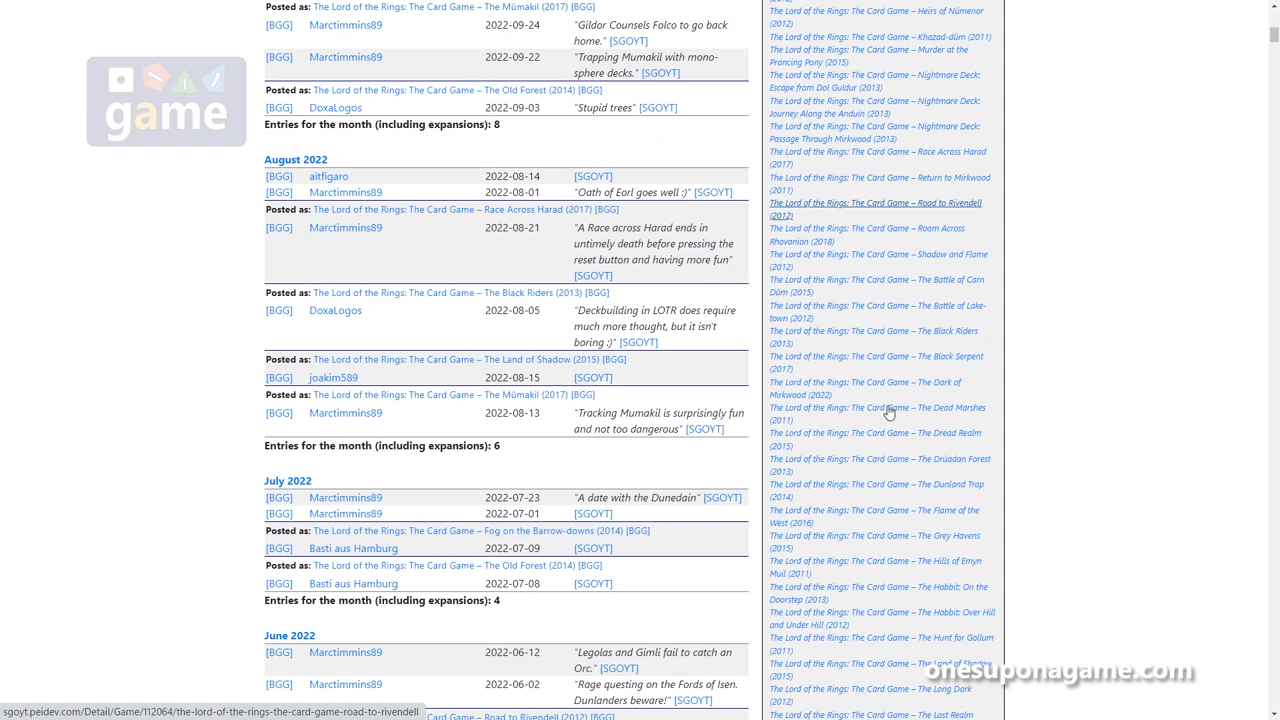 Posted as: The Lord of the Rings: The Card Game – The Mûmakil (2017) [BGG]
[BGG] Marctimmins89 2022-09-24 "Gildor Counsels Folco to go back
home." [SGOYT]
[BGG] Marctimmins89 2022-09-22 "Trapping Mumakil with mono-
sphere decks." [SGOYT]
Posted as: The Lord of the Rings: The Card Game – The Old Forest (2014) [BGG]
[BGG] DoxaLogos 2022-09-03 "Stupid trees" [SGOYT]
Entries for the month (including expansions): 8
August 2022
[BGG] aitfigaro 2022-08-14 [SGOYT]
[BGG] Marctimmins89 2022-08-01 "Oath of Eorl goes well :)" [SGOYT]
Posted as: The Lord of the Rings: The Card Game – Race Across Harad (2017) [BGG]
[BGG] Marctimmins89 2022-08-21 "A Race across Harad ends in
untimely death before pressing the
reset button and having more fun"
[SGOYT]
Posted as: The Lord of the Rings: The Card Game – The Black Riders (2013) [BGG]
[BGG] DoxaLogos 2022-08-05 "Deckbuilding in LOTR does require
much more thought, but it isn't
boring :)" [SGOYT]
Posted as: The Lord of the Rings: The Card Game – The Land of Shadow (2015) [BGG]
[BGG] joakim589 2022-08-15 [SGOYT]
Posted as: The Lord of the Rings: The Card Game – The Mûmakil (2017) [BGG]
[BGG] Marctimmins89 2022-08-13 "Tracking Mumakil is surprisingly fun
and not too dangerous" [SGOYT]
Entries for the month (including expansions): 6
July 2022
[BGG] Marctimmins89 2022-07-23 "A date with the Dunedain" [SGOYT]
[BGG] Marctimmins89 2022-07-01 [SGOYT]
Posted as: The Lord of the Rings: The Card Game – Fog on the Barrow-downs (2014) [BGG]
[BGG] Basti aus Hamburg 2022-07-09 [SGOYT]
Posted as: The Lord of the Rings: The Card Game – The Old Forest (2014) [BGG]
[BGG] Basti aus Hamburg 2022-07-08 [SGOYT]
Entries for the month (including expansions): 4
June 2022
[BGG] Marctimmins89 2022-06-12 "Legolas and Gimli fail to catch an
Orc." [SGOYT]
[BGG] Marctimmins89 2022-06-02 "Rage questing on the Fords of Isen.
Dunlanders beware!" [SGOYT]
Card Game – Road to Rivendell (2012) [BGG]
The Lord of the Rings: The Card Game – Heirs of Númenor
(2012)
The Lord of the Rings: The Card Game – Khazad-dûm (2011)
The Lord of the Rings: The Card Game – Murder at the
Prancing Pony (2015)
The Lord of the Rings: The Card Game – Nightmare Deck:
Escape from Dol Guldur (2013)
The Lord of the Rings: The Card Game – Nightmare Deck:
Journey Along the Anduin (2013)
The Lord of the Rings: The Card Game – Nightmare Deck:
Passage Through Mirkwood (2013)
The Lord of the Rings: The Card Game – Race Across Harad
(2017)
The Lord of the Rings: The Card Game – Return to Mirkwood
(2011)
The Lord of the Rings: The Card Game – Road to Rivendell
(2012)
The Lord of the Rings: The Card Game – Roam Across
Rhovanion (2018)
The Lord of the Rings: The Card Game – Shadow and Flame
(2012)
The Lord of the Rings: The Card Game – The Battle of Carn
Dûm (2015)
The Lord of the Rings: The Card Game – The Battle of Lake-
town (2012)
The Lord of the Rings: The Card Game – The Black Riders
(2013)
The Lord of the Rings: The Card Game – The Black Serpent
(2017)
The Lord of the Rings: The Card Game – The Dark of
Mirkwood (2022)
The Lord of the Rings: The Card Game – The Dead Marshes
(2011)
The Lord of the Rings: The Card Game – The Dread Realm
(2015)
The Lord of the Rings: The Card Game – The Drúadan Forest
(2013)
The Lord of the Rings: The Card Game – The Dunland Trap
(2014)
The Lord of the Rings: The Card Game – The Flame of the
West (2016)
The Lord of the Rings: The Card Game – The Grey Havens
(2015)
The Lord of the Rings: The Card Game – The Hills of Emyn
Muil (2011)
The Lord of the Rings: The Card Game – The Hobbit: On the
Doorstep (2013)
The Lord of the Rings: The Card Game – The Hobbit: Over Hill
and Under Hill (2012)
The Lord of the Rings: The Card Game – The Hunt for Gollum
(2011)
The Lord of the Rings: The Card Game – The Land of Shadow
(2015)
The Lord of the Rings: The Card Game – The Long Dark
(2012)
The Lord of the Rings: The Card Game – The Lost Realm
game
onesuponagame.com
sgoyt.peidev.com/Detail/Game/112064/the-lord-of-the-rings-the-card-game-road-to-rivendell